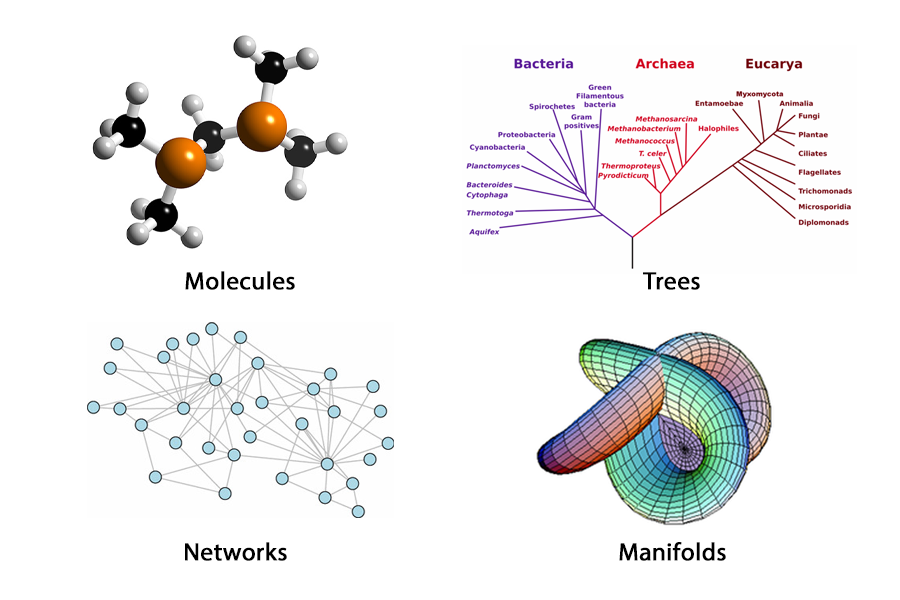 Bacteria
Archaea
Eucarya
Green
Filamentous
bacteria
Spirochetes
Gram
positives
Proteobacteria
Cyanobacteria
Planctomyces
Bacteroides
Cytophaga
Thermotoga
Aquifex
Methanosarcina
Methanobacterium
Halophiles
Methanococcus
T. celer
Thermoproteus
Pyrodicticum
Myxomycota
Entamoebae
Animalia
Fungi
Plantae
Ciliates
Flagellates
Trichomonads
Microsporidia
Diplomonads
Molecules
Trees
Networks
Manifolds